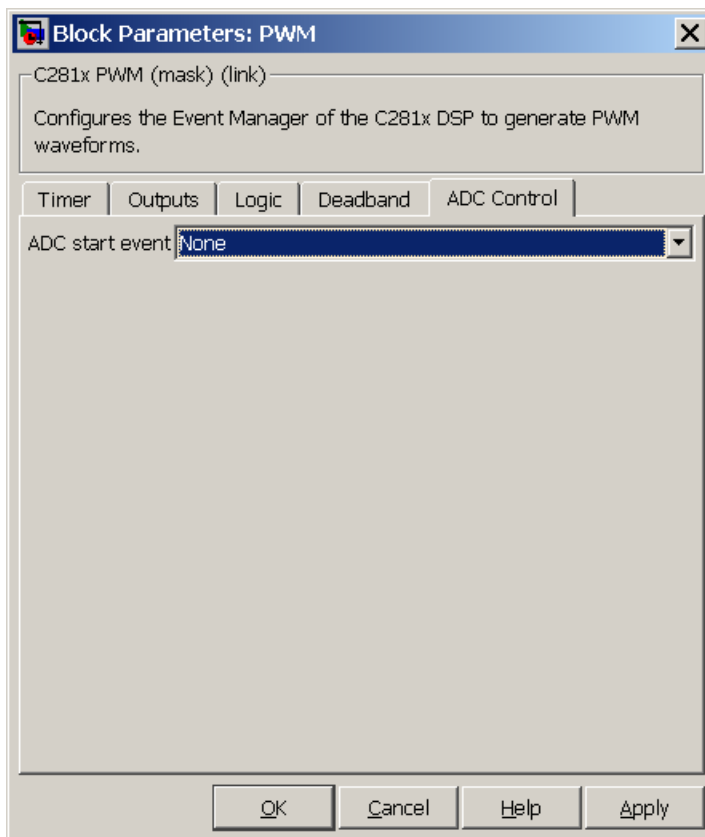 Block Parameters: PWM
C281x PWM (mask) (link)
Configures the Event Manager of the C281x DSP to generate PWM
waveforms.
Timer Outputs Logic Deadband ADC Control
ADC start event None
OK Cancel Help Apply